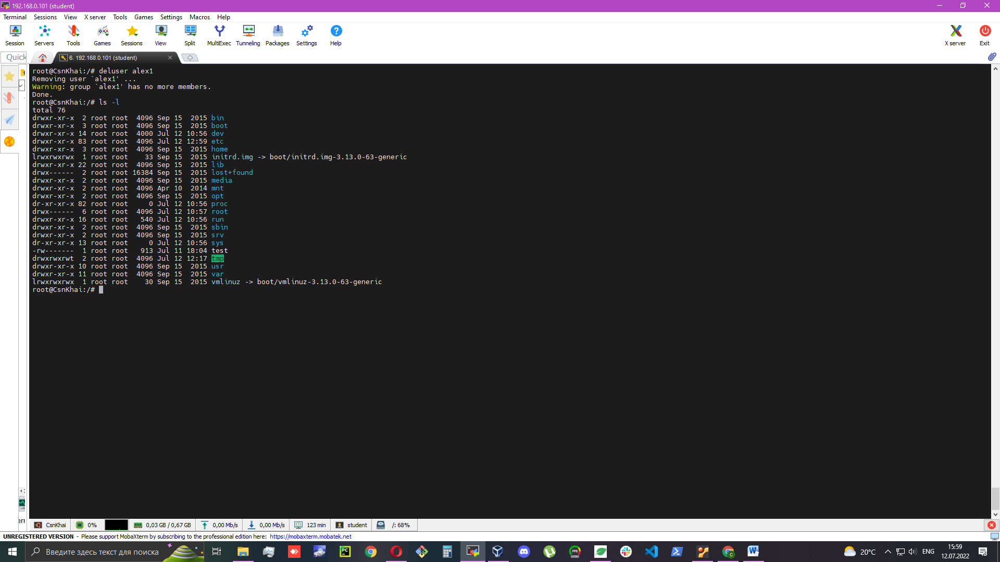 192.168.0.101 (student)
Terminal Sessions View X server Tools Games Settings Macros Help
Session Servers Tools Games Sessions View Split MultiExec Tunneling Packages Settings Help X server Exit
Quick 6. 192.168.0.101 (student)
root@CsnKhai:/# deluser alex1
Removing user `alex1' ...
Warning: group `alex1' has no more members.
Done.
root@CsnKhai:/# ls -l
total 76
drwxr-xr-x  2 root root  4096 Sep 15  2015 bin
drwxr-xr-x  3 root root  4096 Sep 15  2015 boot
drwxr-xr-x 14 root root  4000 Jul 12 10:56 dev
drwxr-xr-x 83 root root  4096 Jul 12 12:59 etc
drwxr-xr-x  3 root root  4096 Sep 15  2015 home
lrwxrwxrwx  1 root root    33 Sep 15  2015 initrd.img -> boot/initrd.img-3.13.0-63-generic
drwxr-xr-x 22 root root  4096 Sep 15  2015 lib
drwx------  2 root root 16384 Sep 15  2015 lost+found
drwxr-xr-x  2 root root  4096 Sep 15  2015 media
drwxr-xr-x  2 root root  4096 Apr 10  2014 mnt
drwxr-xr-x  2 root root  4096 Sep 15  2015 opt
dr-xr-xr-x 82 root root     0 Jul 12 10:56 proc
drwx------  6 root root  4096 Jul 12 10:57 root
drwxr-xr-x 16 root root   540 Jul 12 10:56 run
drwxr-xr-x  2 root root  4096 Sep 15  2015 sbin
drwxr-xr-x  2 root root  4096 Sep 15  2015 srv
dr-xr-xr-x 13 root root     0 Jul 12 10:56 sys
-rw-------  1 root root   913 Jul 11 18:04 test
drwxrwxrwt  2 root root  4096 Jul 12 12:17 tmp
drwxr-xr-x 10 root root  4096 Sep 15  2015 usr
drwxr-xr-x 11 root root  4096 Sep 15  2015 var
lrwxrwxrwx  1 root root    30 Sep 15  2015 vmlinuz -> boot/vmlinuz-3.13.0-63-generic
root@CsnKhai:/#
CsnKhai 0% 0,03 GB / 0,67 GB 0,00 Mb/s 0,00 Mb/s 123 min student /: 68%
UNREGISTERED VERSION - Please support MobaXterm by subscribing to the professional edition here: https://mobaxterm.mobatek.net
Введите здесь текст для поиска 20°C ENG 15:59
12.07.2022